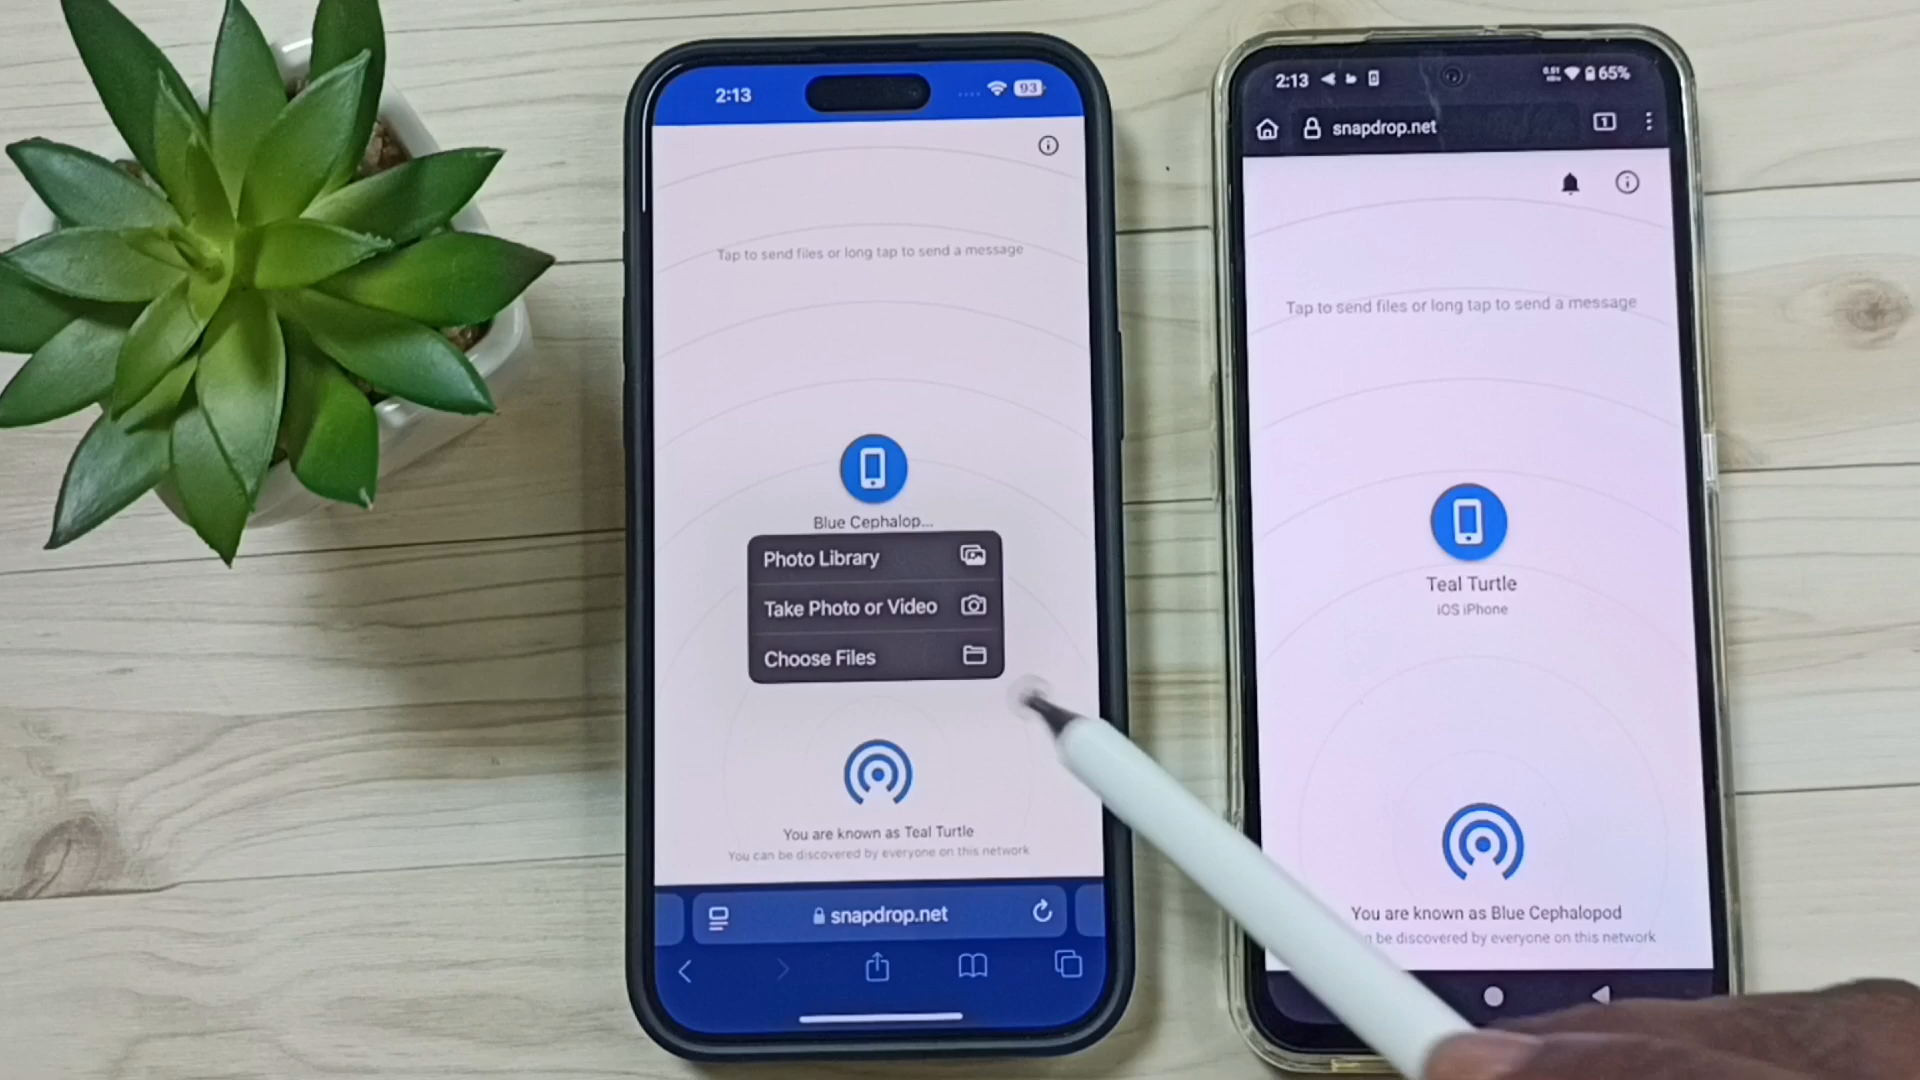 2:13
93
Tap to send files or long tap to send a message
Blue Cephalop...
Photo Library
Take Photo or Video
Choose Files
You are known as Teal Turtle
You can be discovered by everyone on this network
snapdrop.net
2:13
65%
snapdrop.net
1
Tap to send files or long tap to send a message
Teal Turtle
iOS iPhone
You are known as Blue Cephalopod
be discovered by everyone on this network